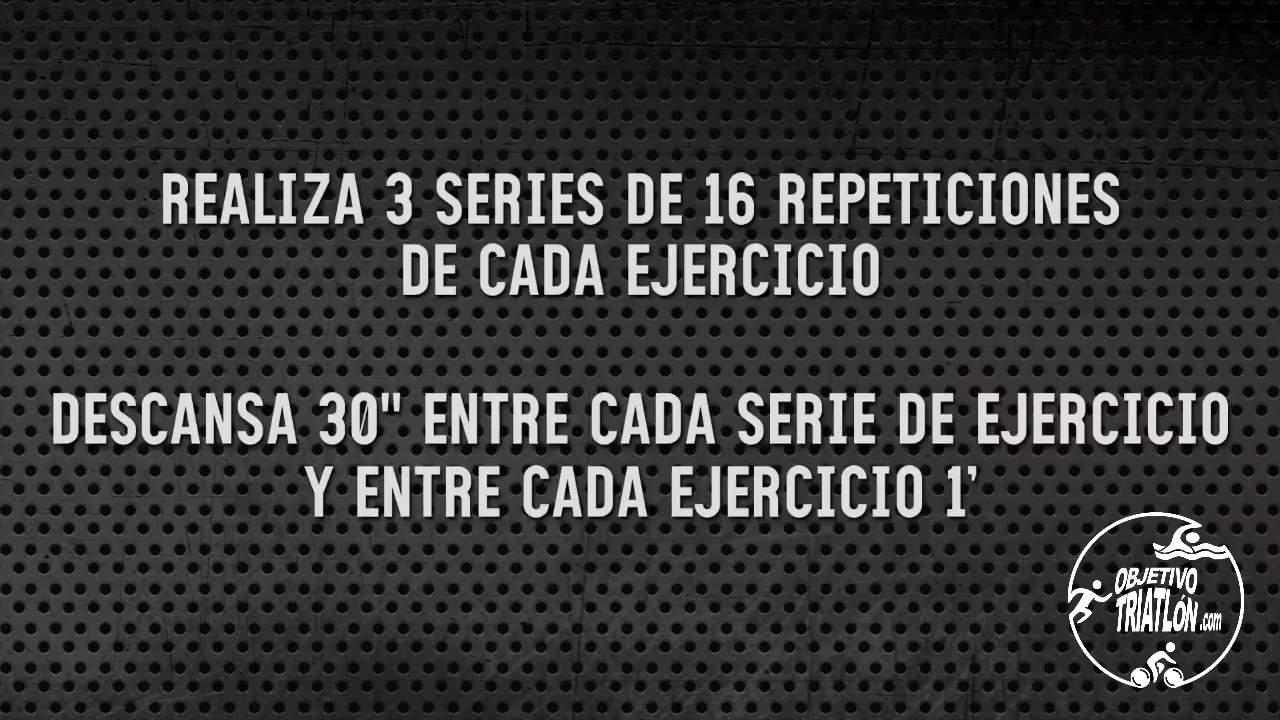 REALIZA 3 SERIES DE 16 REPETICIONES
DE CADA EJERCICIO
DESCANSA 30" ENTRE CADA SERIE DE EJERCICIO
Y ENTRE CADA EJERCICIO 1'
OBJETIVO
TRIATLÓN.com